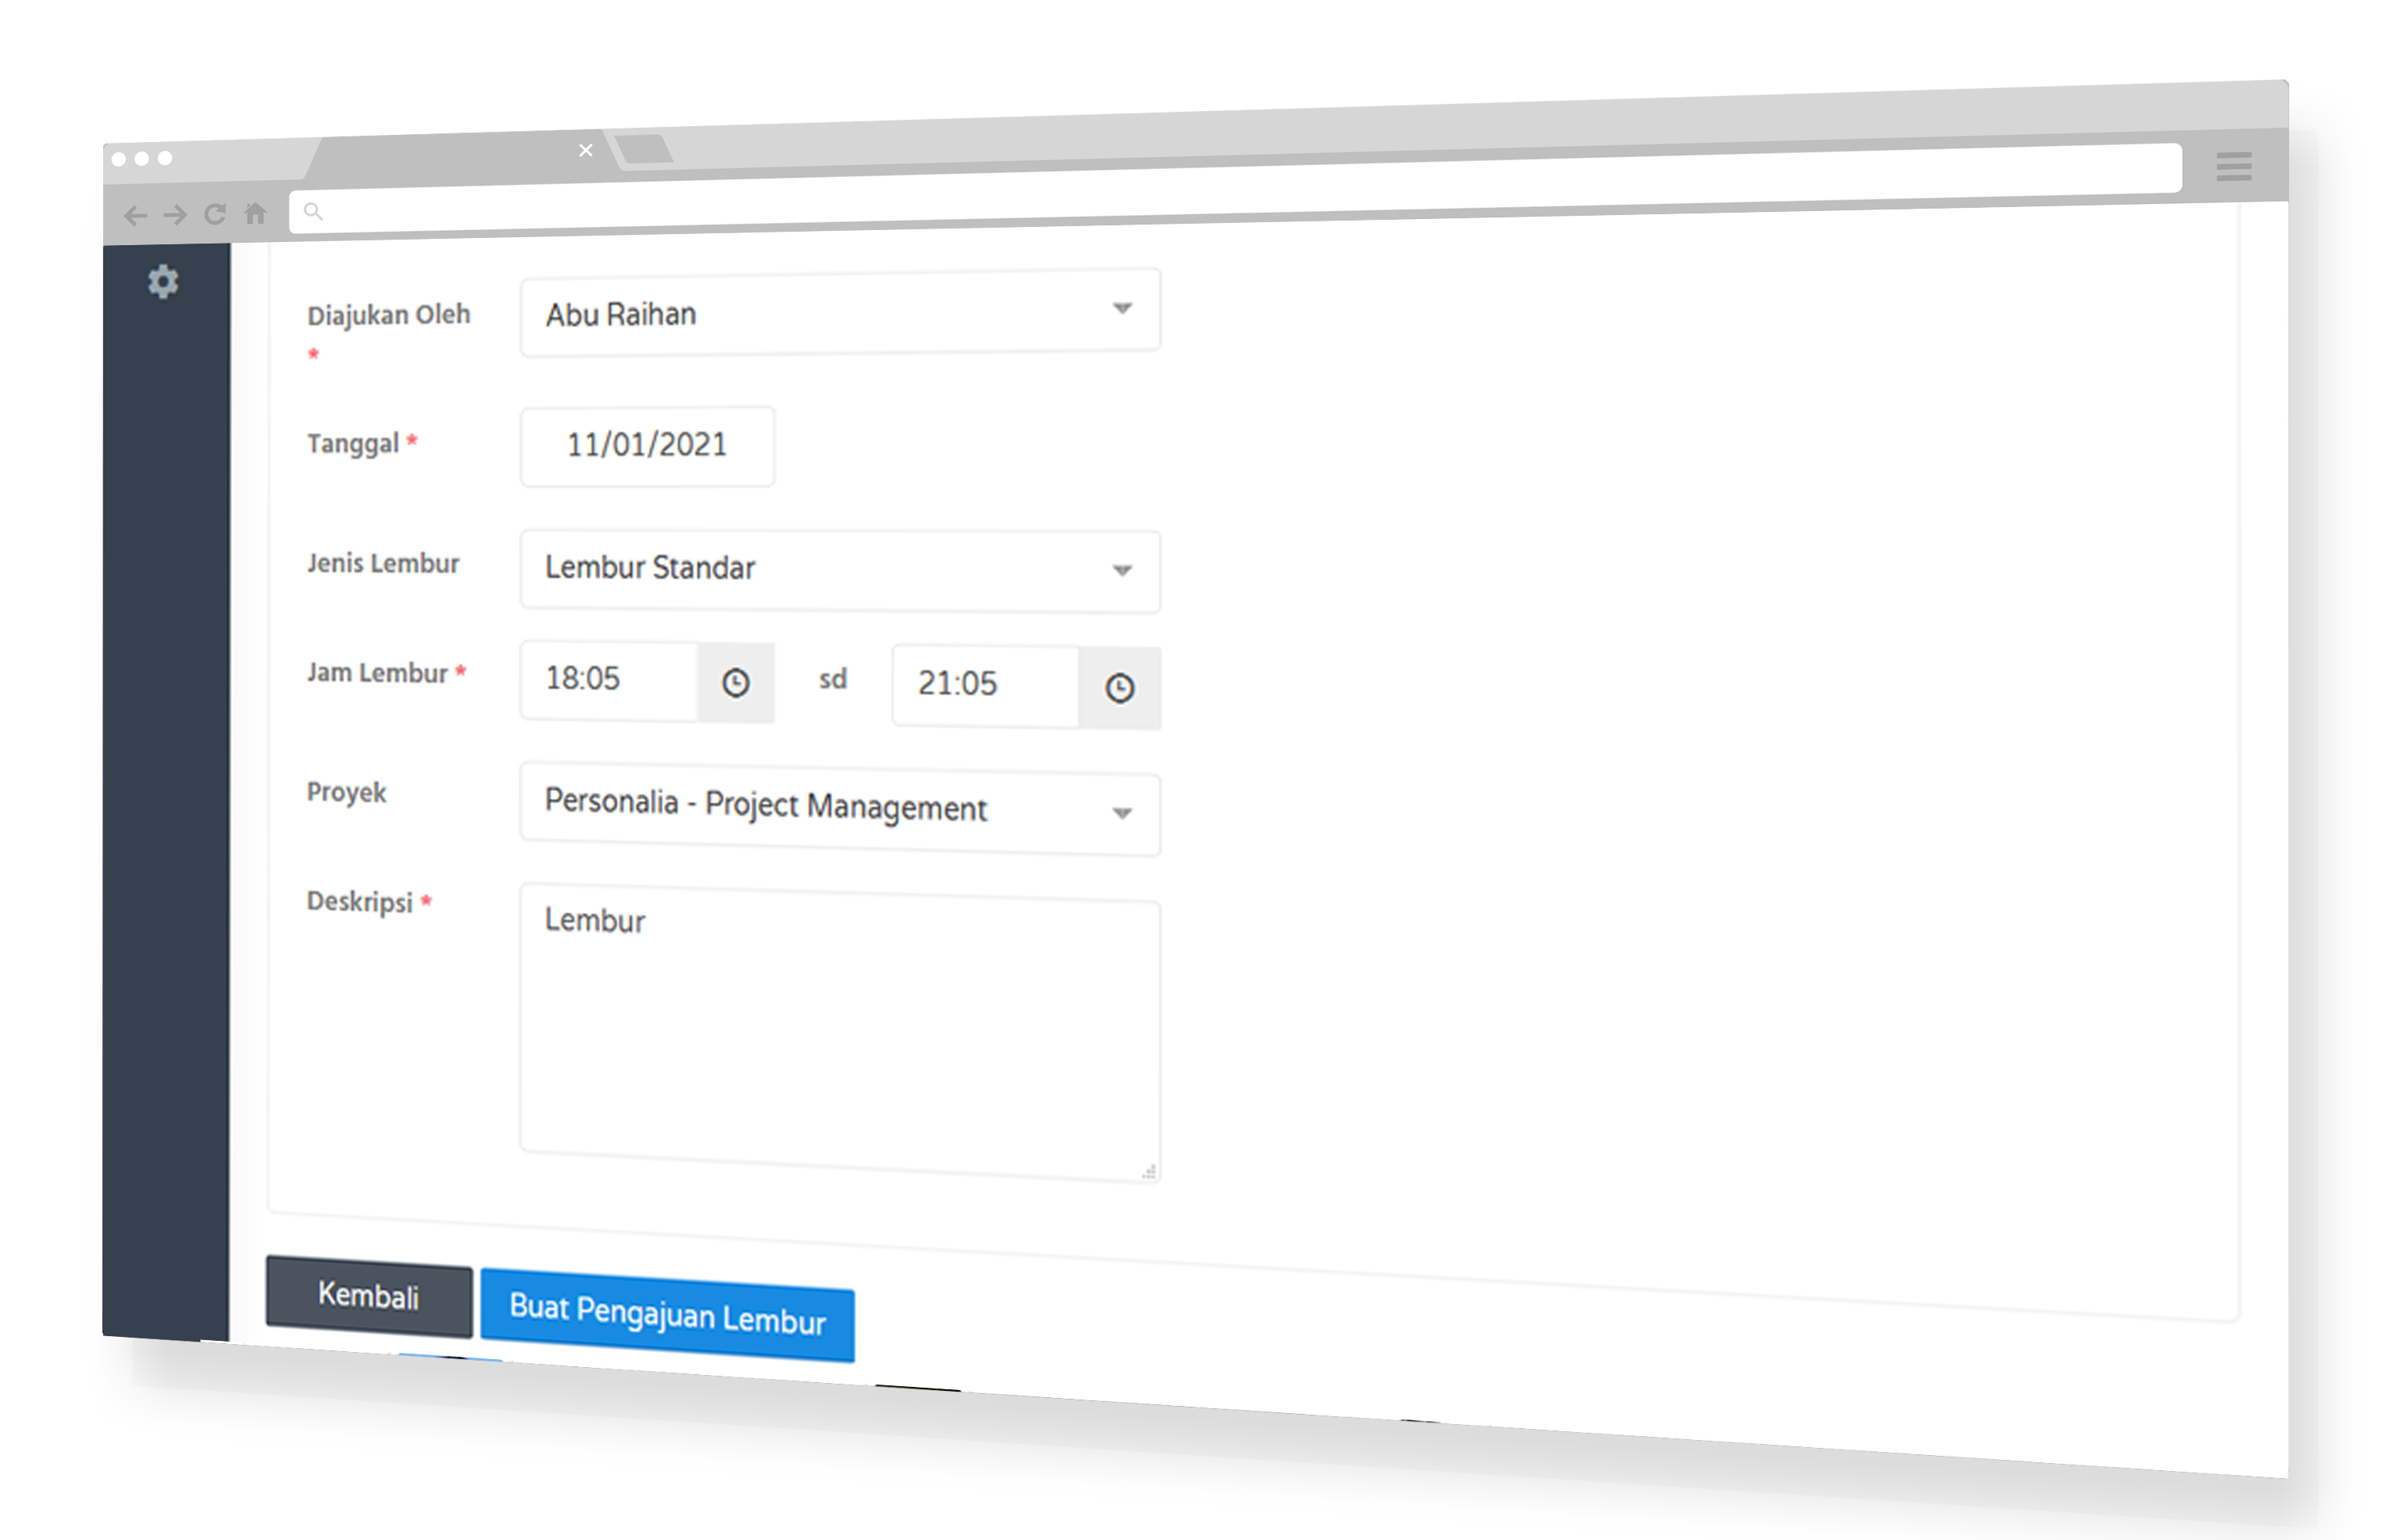 Diajukan Oleh
*
Abu Raihan
Tanggal *
11/01/2021
Jenis Lembur
Lembur Standar
Jam Lembur *
18:05 sd 21:05
Proyek
Personalia - Project Management
Deskripsi *
Lembur
Kembali
Buat Pengajuan Lembur